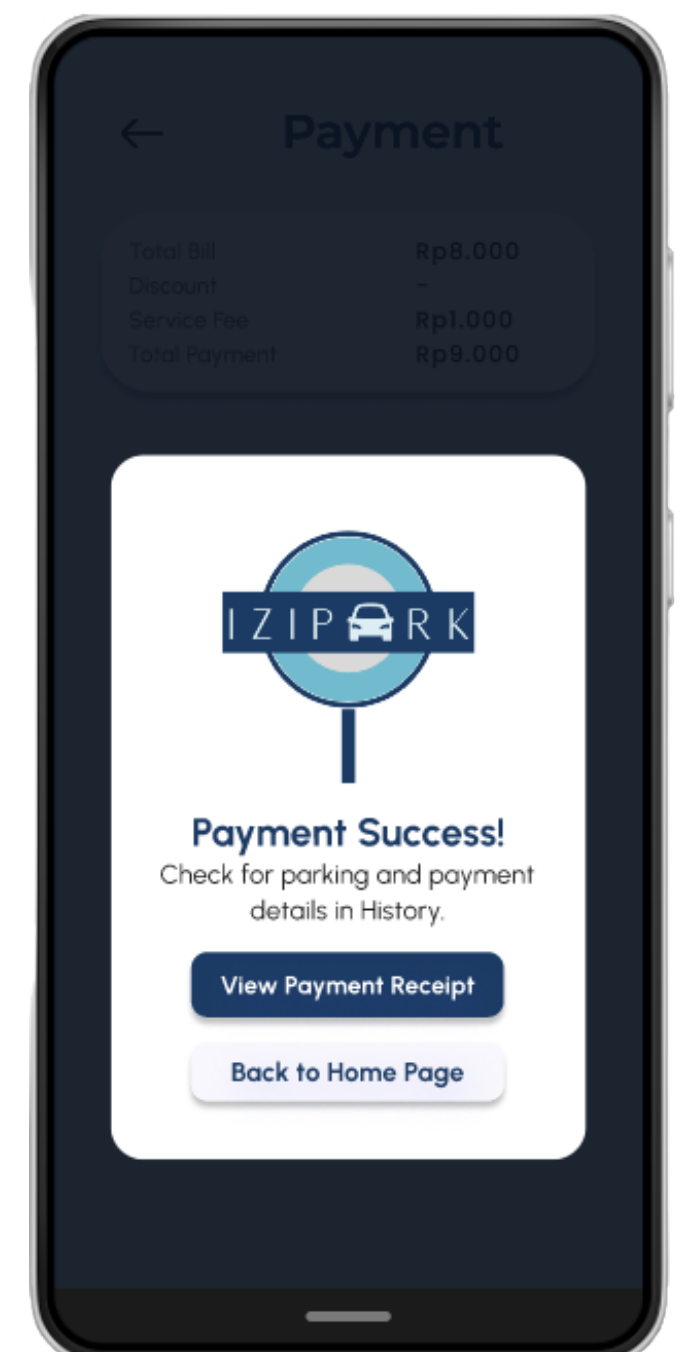 Payment
Total Bill Rp8.000
Discount -
Service Fee Rp1.000
Total Payment Rp9.000
IZIPARK
Payment Success!
Check for parking and payment
details in History.
View Payment Receipt
Back to Home Page